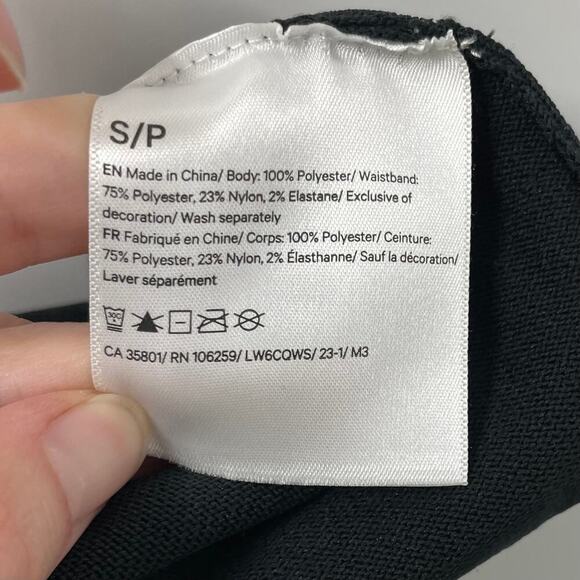 S/P
EN Made in China/ Body: 100% Polyester/ Waistband:
75% Polyester, 23% Nylon, 2% Elastane/ Exclusive of
decoration/ Wash separately
FR Fabriqué en Chine/ Corps: 100% Polyester/ Ceinture:
75% Polyester, 23% Nylon, 2% Élasthanne/ Sauf la décoration/
Laver séparément
30C
CA 35801/ RN 106259/ LW6CQWS/ 23-1/ M3